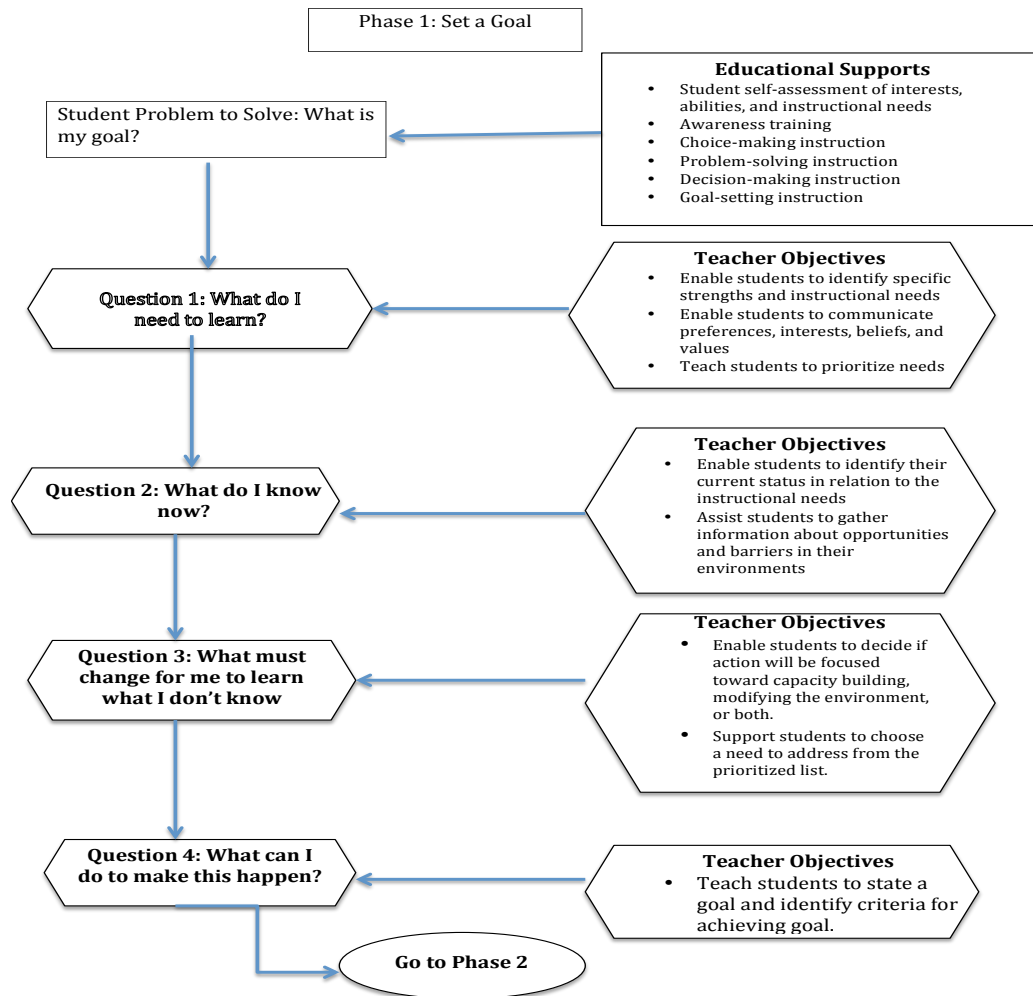 Phase 1: Set a Goal
Educational Supports
• Student self-assessment of interests,
abilities, and instructional needs
• Awareness training
• Choice-making instruction
• Problem-solving instruction
• Decision-making instruction
• Goal-setting instruction
Student Problem to Solve: What is
my goal?
Teacher Objectives
• Enable students to identify specific
strengths and instructional needs
• Enable students to communicate
preferences, interests, beliefs, and
values
• Teach students to prioritize needs
Question 1: What do I
need to learn?
Teacher Objectives
• Enable students to identify their
current status in relation to the
instructional needs
• Assist students to gather
information about opportunities
and barriers in their
environments
Question 2: What do I know
now?
Teacher Objectives
• Enable students to decide if
action will be focused
toward capacity building,
modifying the environment,
or both.
• Support students to choose
a need to address from the
prioritized list.
Question 3: What must
change for me to learn
what I don't know
Question 4: What can I
do to make this happen?
Teacher Objectives
• Teach students to state a
goal and identify criteria for
achieving goal.
Go to Phase 2